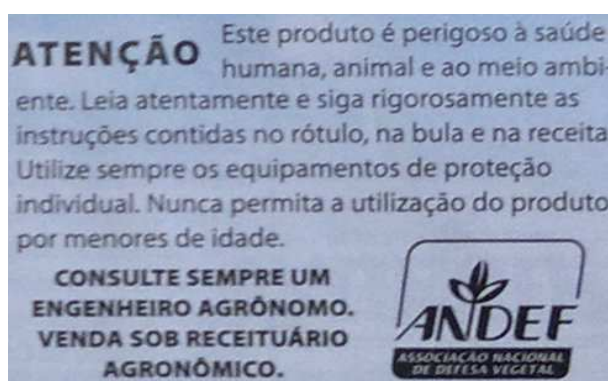 ATENÇÃO Este produto é perigoso à saúde
humana, animal e ao meio ambi-
ente. Leia atentamente e siga rigorosamente as
instruções contidas no rótulo, na bula e na receita
Utilize sempre os equipamentos de proteção
individual. Nunca permita a utilização do produto
por menores de idade.
CONSULTE SEMPRE UM
ENGENHEIRO AGRÔNOMO.
VENDA SOB RECEITUÁRIO
AGRONÔMICO.
ANDEF
ASSOCIAÇÃO NACIONAL
DE DEFESA VEGETAL